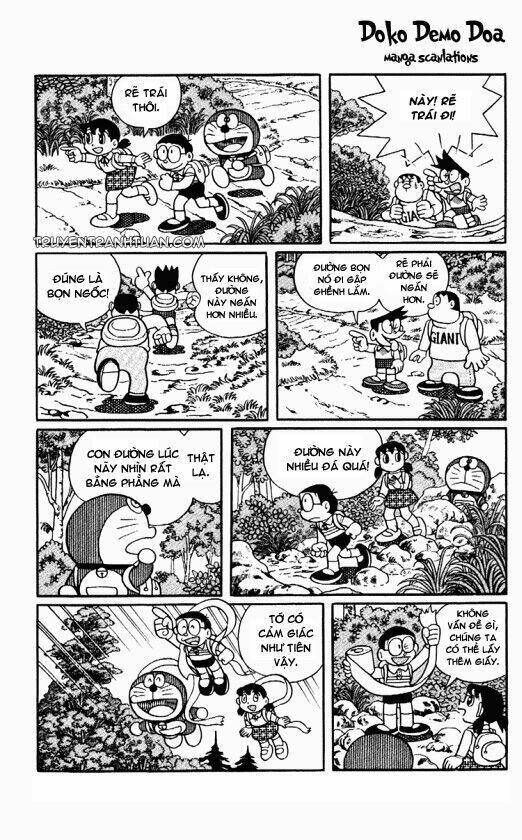 Doko Demo Doa
manga scanlations
RẼ TRÁI
THÔI.
NÀY! RẼ
TRÁI ĐI!
GIA
TRUYENTRANHTUAN.COM
ĐÚNG LÀ
BỌN NGỐC!
THẤY KHÔNG,
ĐƯỜNG
NÀY NGẮN
HƠN NHIỀU.
ĐƯỜNG BỌN
NÓ ĐI GẬP
GHỀNH LẮM.
RẼ PHẢI
ĐƯỜNG SẼ
NGẮN
HƠN.
GIANT
CON ĐƯỜNG LÚC
NÀY NHÌN RẤT
BẰNG PHẲNG MÀ
THẬT
LẠ.
ĐƯỜNG NÀY
NHIỀU ĐÁ QUÁ!
TỚ CÓ
CẢM GIÁC
NHƯ TIÊN
VẬY.
KHÔNG
VẤN ĐỀ GÌ,
CHÚNG TA
CÓ THỂ LẤY
THÊM GIẤY.